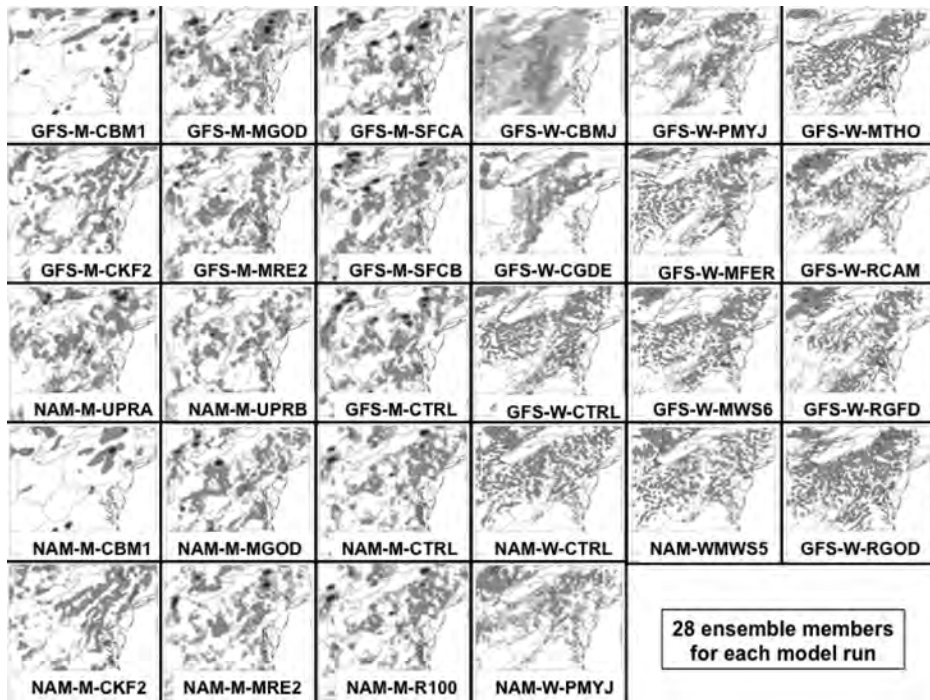 GFS-M-CBM1
GFS-M-MGOD
GFS-M-SFCA
GFS-W-CBMJ
GFS-W-PMYJ
GFS-W-MTHO
GFS-M-CKF2
GFS-M-MRE2
GFS-M-SFCB
GFS-W-CGDE
GFS-W-MFER
GFS-W-RCAM
NAM-M-UPRA
NAM-M-UPRB
GFS-M-CTRL
GFS-W-CTRL
GFS-W-MWS6
GFS-W-RGFD
NAM-M-CBM1
NAM-M-MGOD
NAM-M-CTRL
NAM-W-CTRL
NAM-WMWS5
GFS-W-RGOD
NAM-M-CKF2
NAM-M-MRE2
NAM-M-R100
NAM-W-PMYJ
28 ensemble members
for each model run